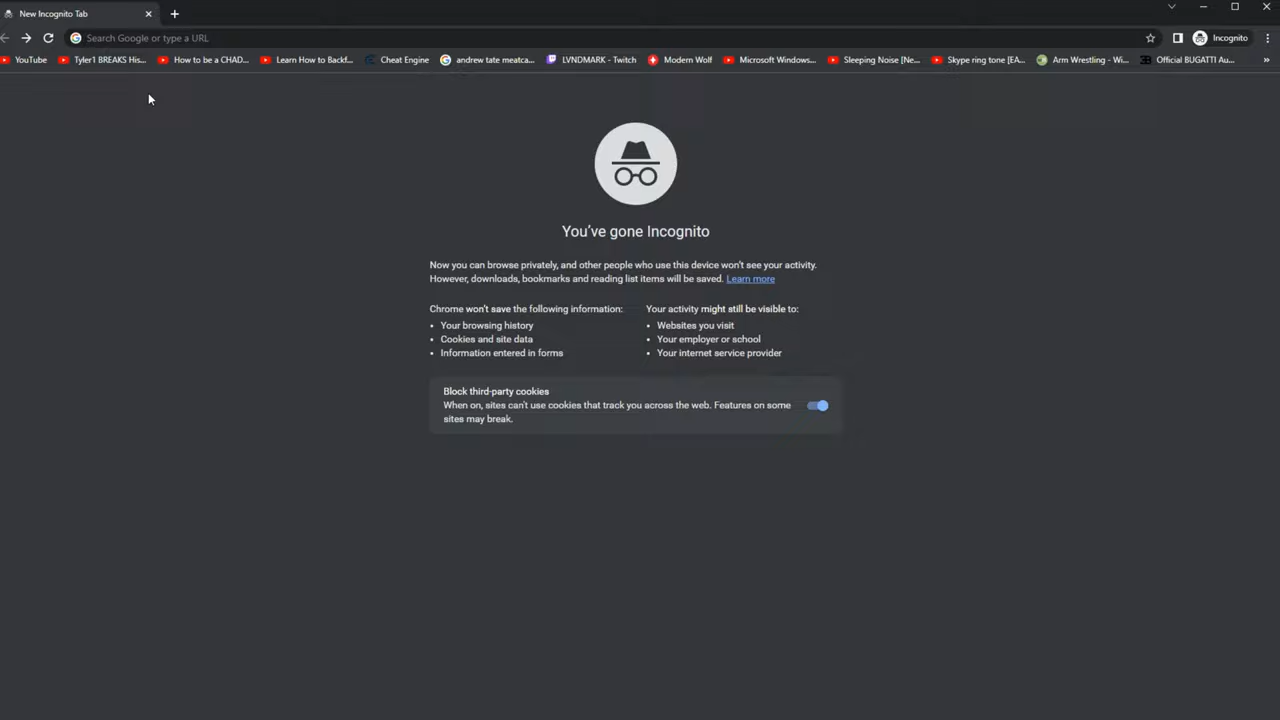 New Incognito Tab
Search Google or type a URL
Incognito
YouTube Tyler1 BREAKS His... How to be a CHAD... Learn How to Backf... Cheat Engine andrew tate meatca... LVNDMARK - Twitch Modern Wolf Microsoft Windows... Sleeping Noise [Ne... Skype ring tone [EA... Arm Wrestling - Wi... Official BUGATTI Au...
You've gone Incognito
Now you can browse privately, and other people who use this device won't see your activity.
However, downloads, bookmarks and reading list items will be saved. Learn more
Chrome won't save the following information:
Your browsing history
Cookies and site data
Information entered in forms
Your activity might still be visible to:
Websites you visit
Your employer or school
Your internet service provider
Block third-party cookies
When on, sites can't use cookies that track you across the web. Features on some
sites may break.